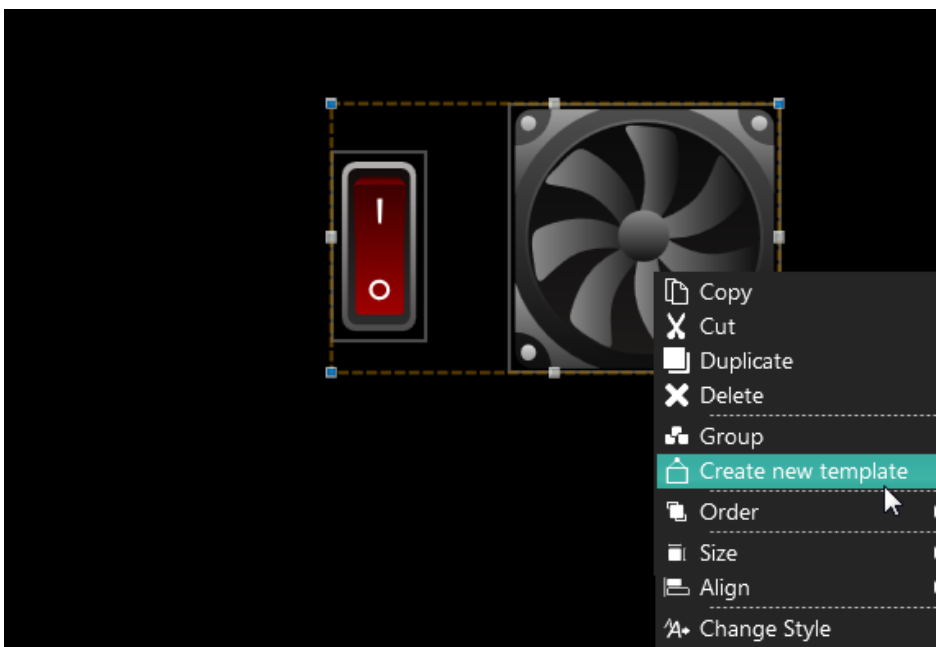 Copy
Cut
Duplicate
Delete
Group
Create new template
Order
Size
Align
Change Style